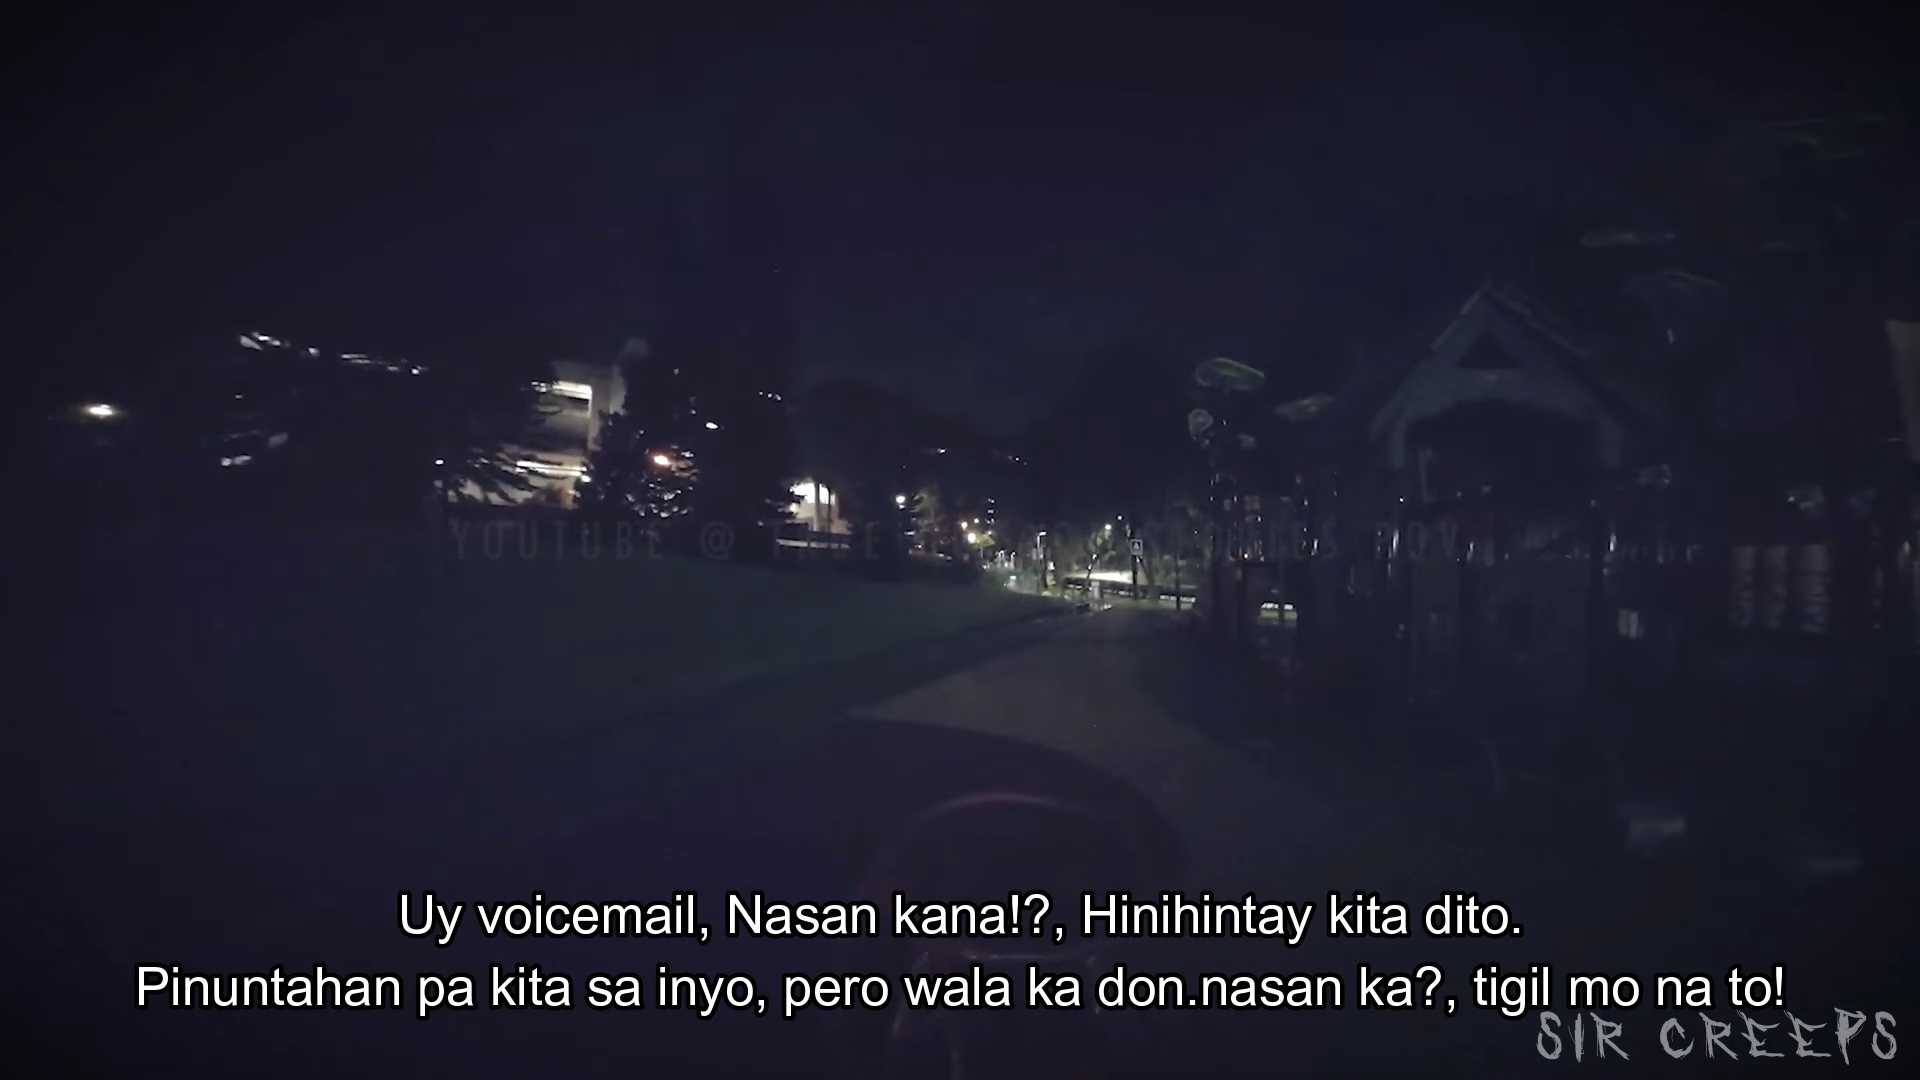 YOUTUBE @
Uy voicemail, Nasan kana!?, Hinihintay kita dito.
Pinuntahan pa kita sa inyo, pero wala ka don.nasan ka?, tigil mo na to!
SIR CREEPS